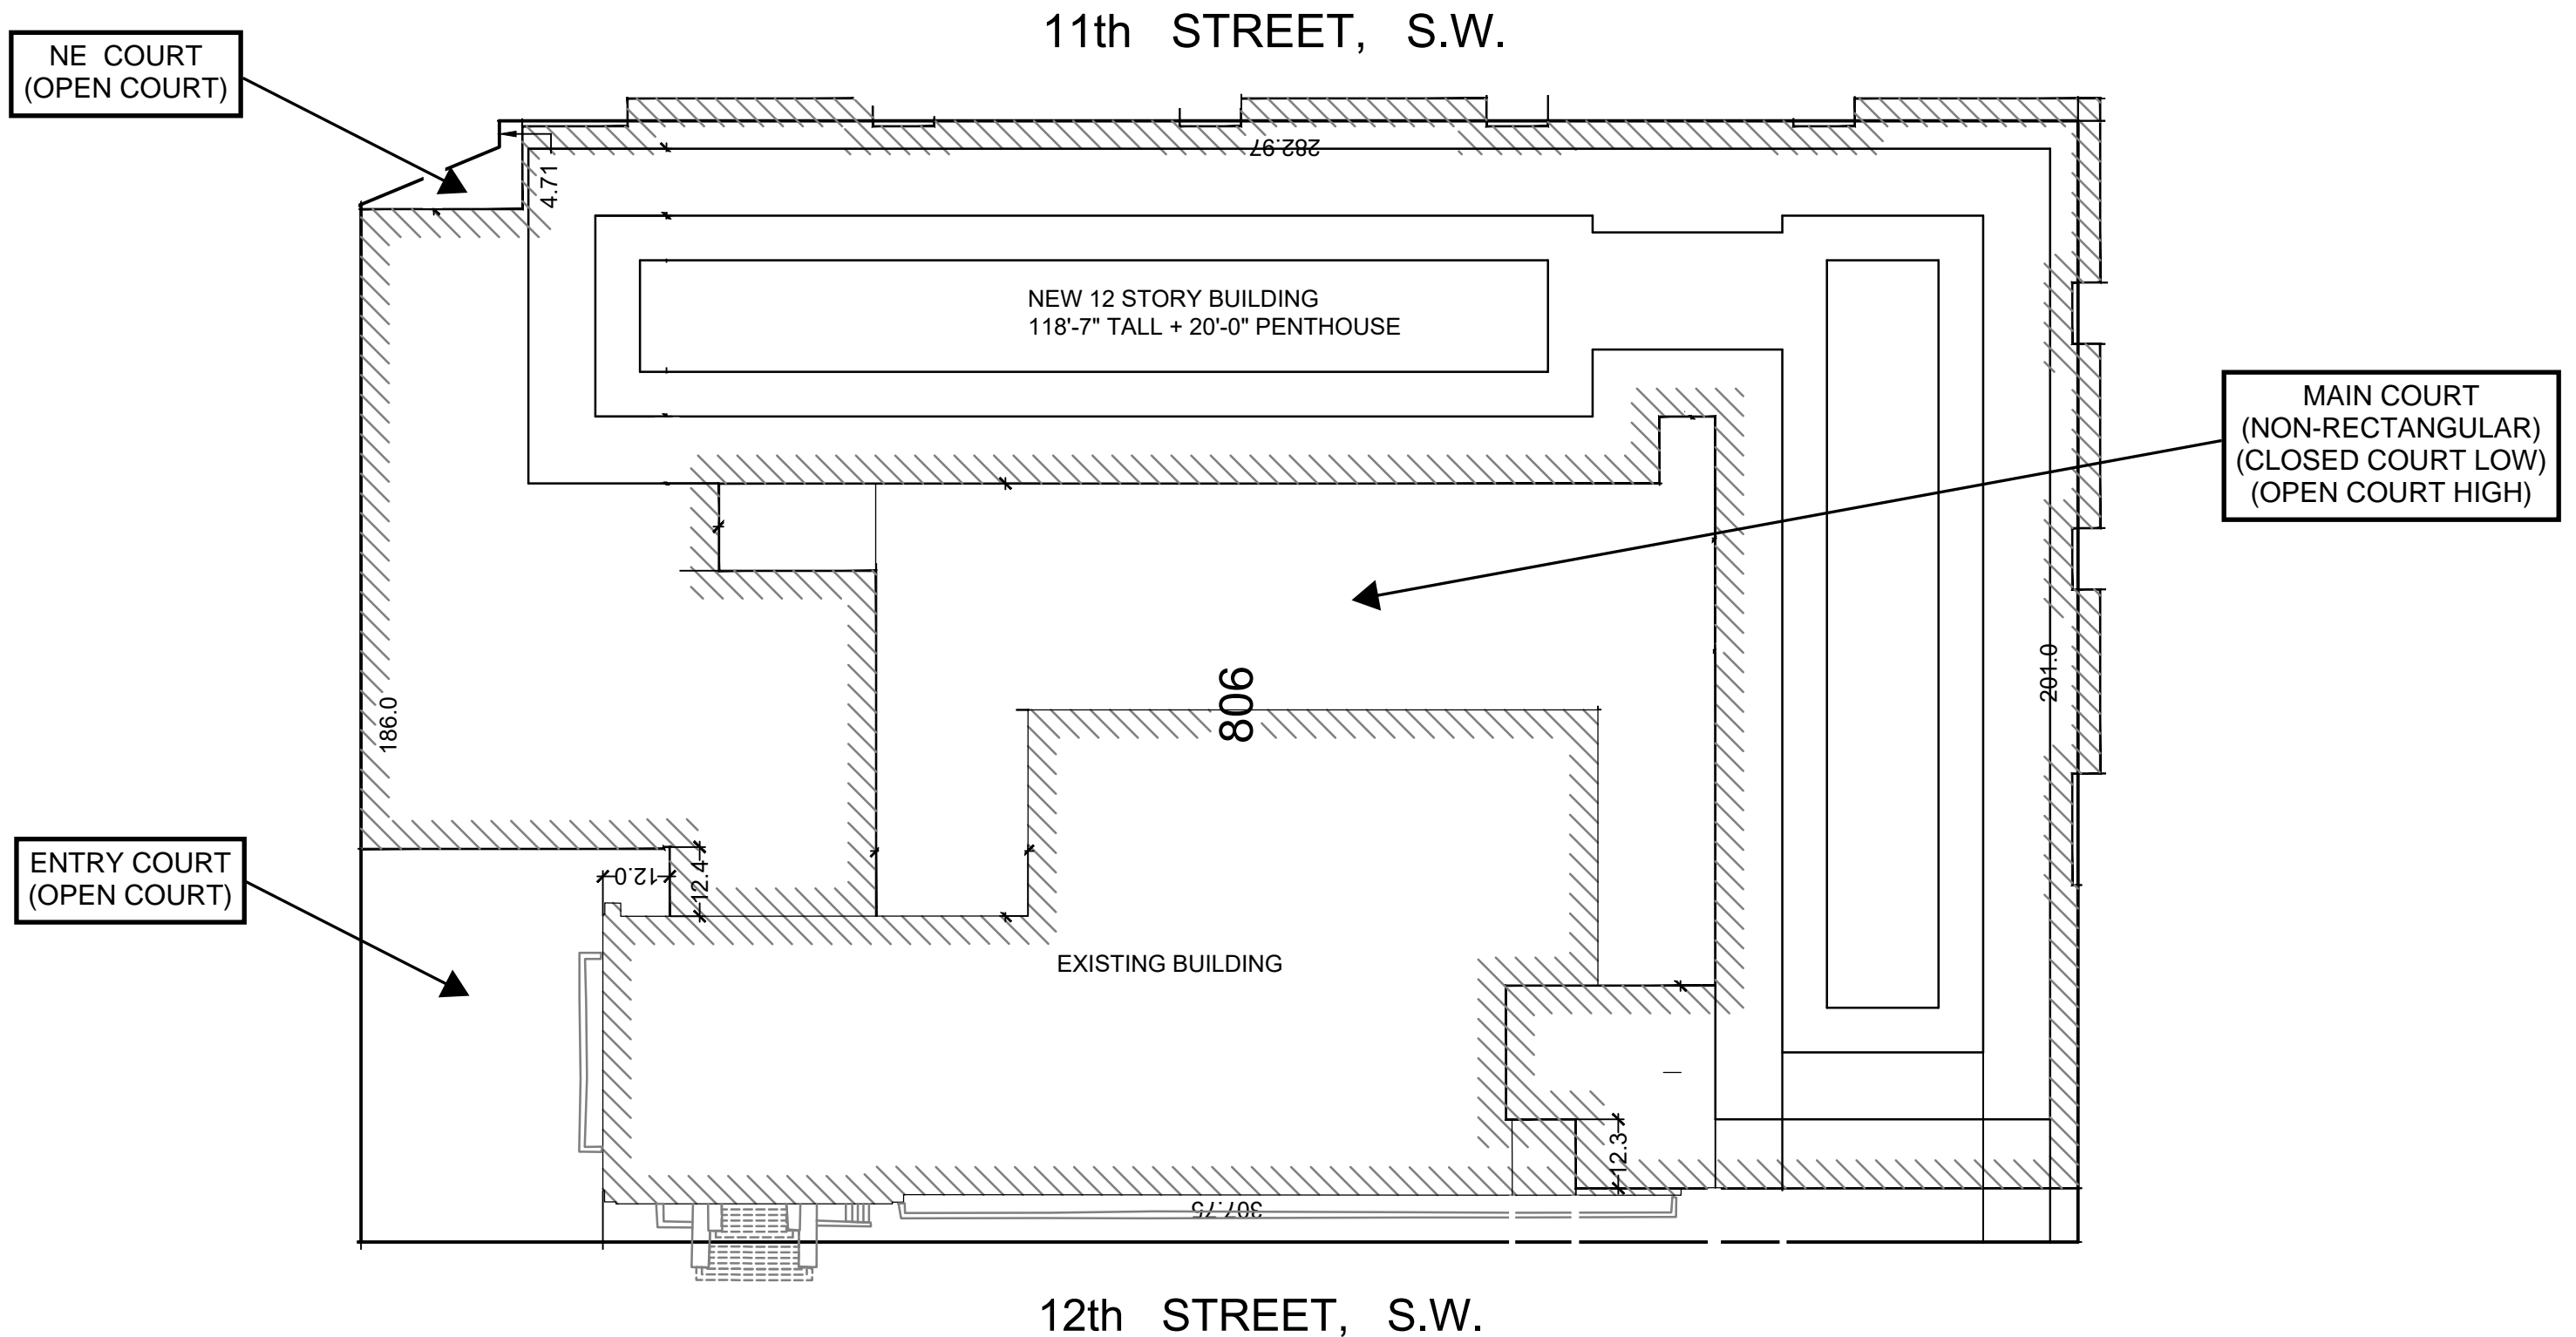 11th STREET, S.W.
NE COURT
(OPEN COURT)
282.97
4.71
NEW 12 STORY BUILDING
118'-7" TALL + 20'-0" PENTHOUSE
MAIN COURT
(NON-RECTANGULAR)
(CLOSED COURT LOW)
(OPEN COURT HIGH)
806
201.0
186.0
ENTRY COURT
(OPEN COURT)
12.0
12.4
EXISTING BUILDING
12.3
307.75
12th STREET, S.W.